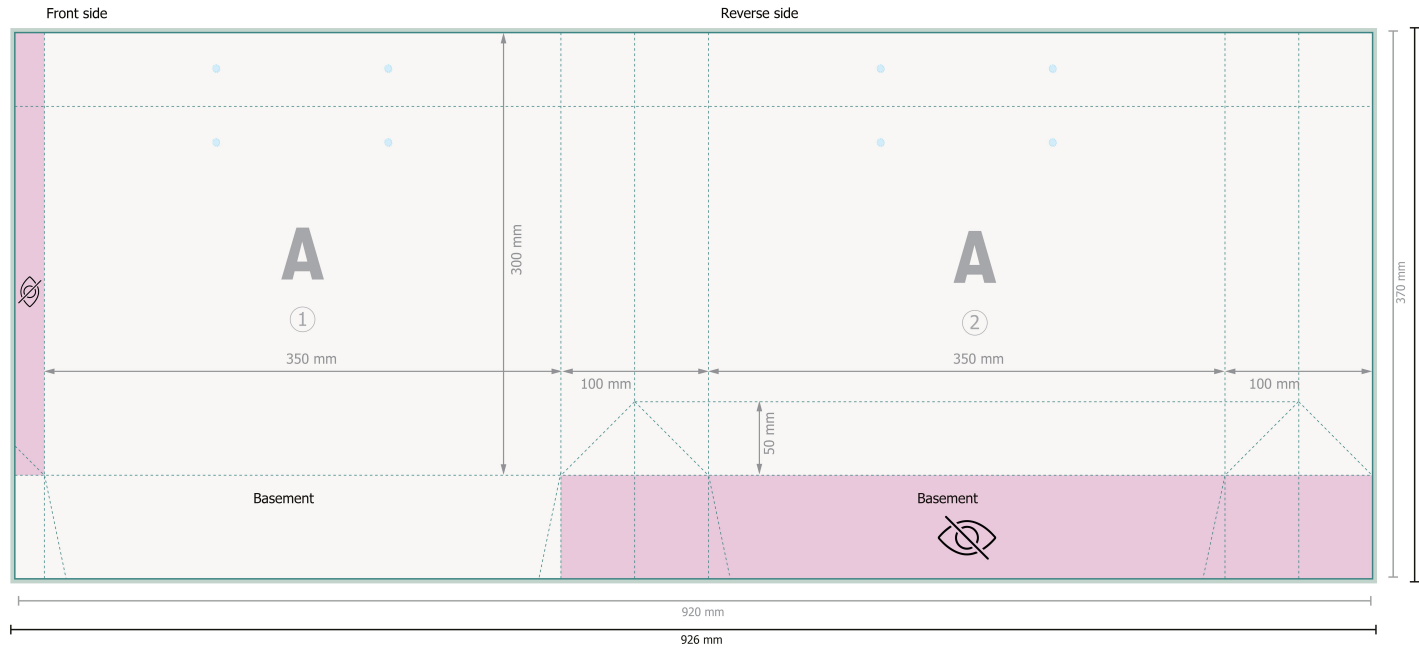 Front side
Reverse side
300 mm
A
A
1
2
350 mm
350 mm
100 mm
100 mm
50 mm
370 mm
Basement
Basement
920 mm
926 mm